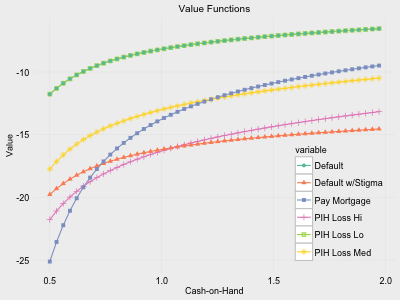 Value Functions
Value
-10
-15
-20
-25
variable
Default
Default w/Stigma
Pay Mortgage
PIH Loss Hi
PIH Loss Lo
PIH Loss Med
0.5 1.0 1.5 2.0
Cash-on-Hand